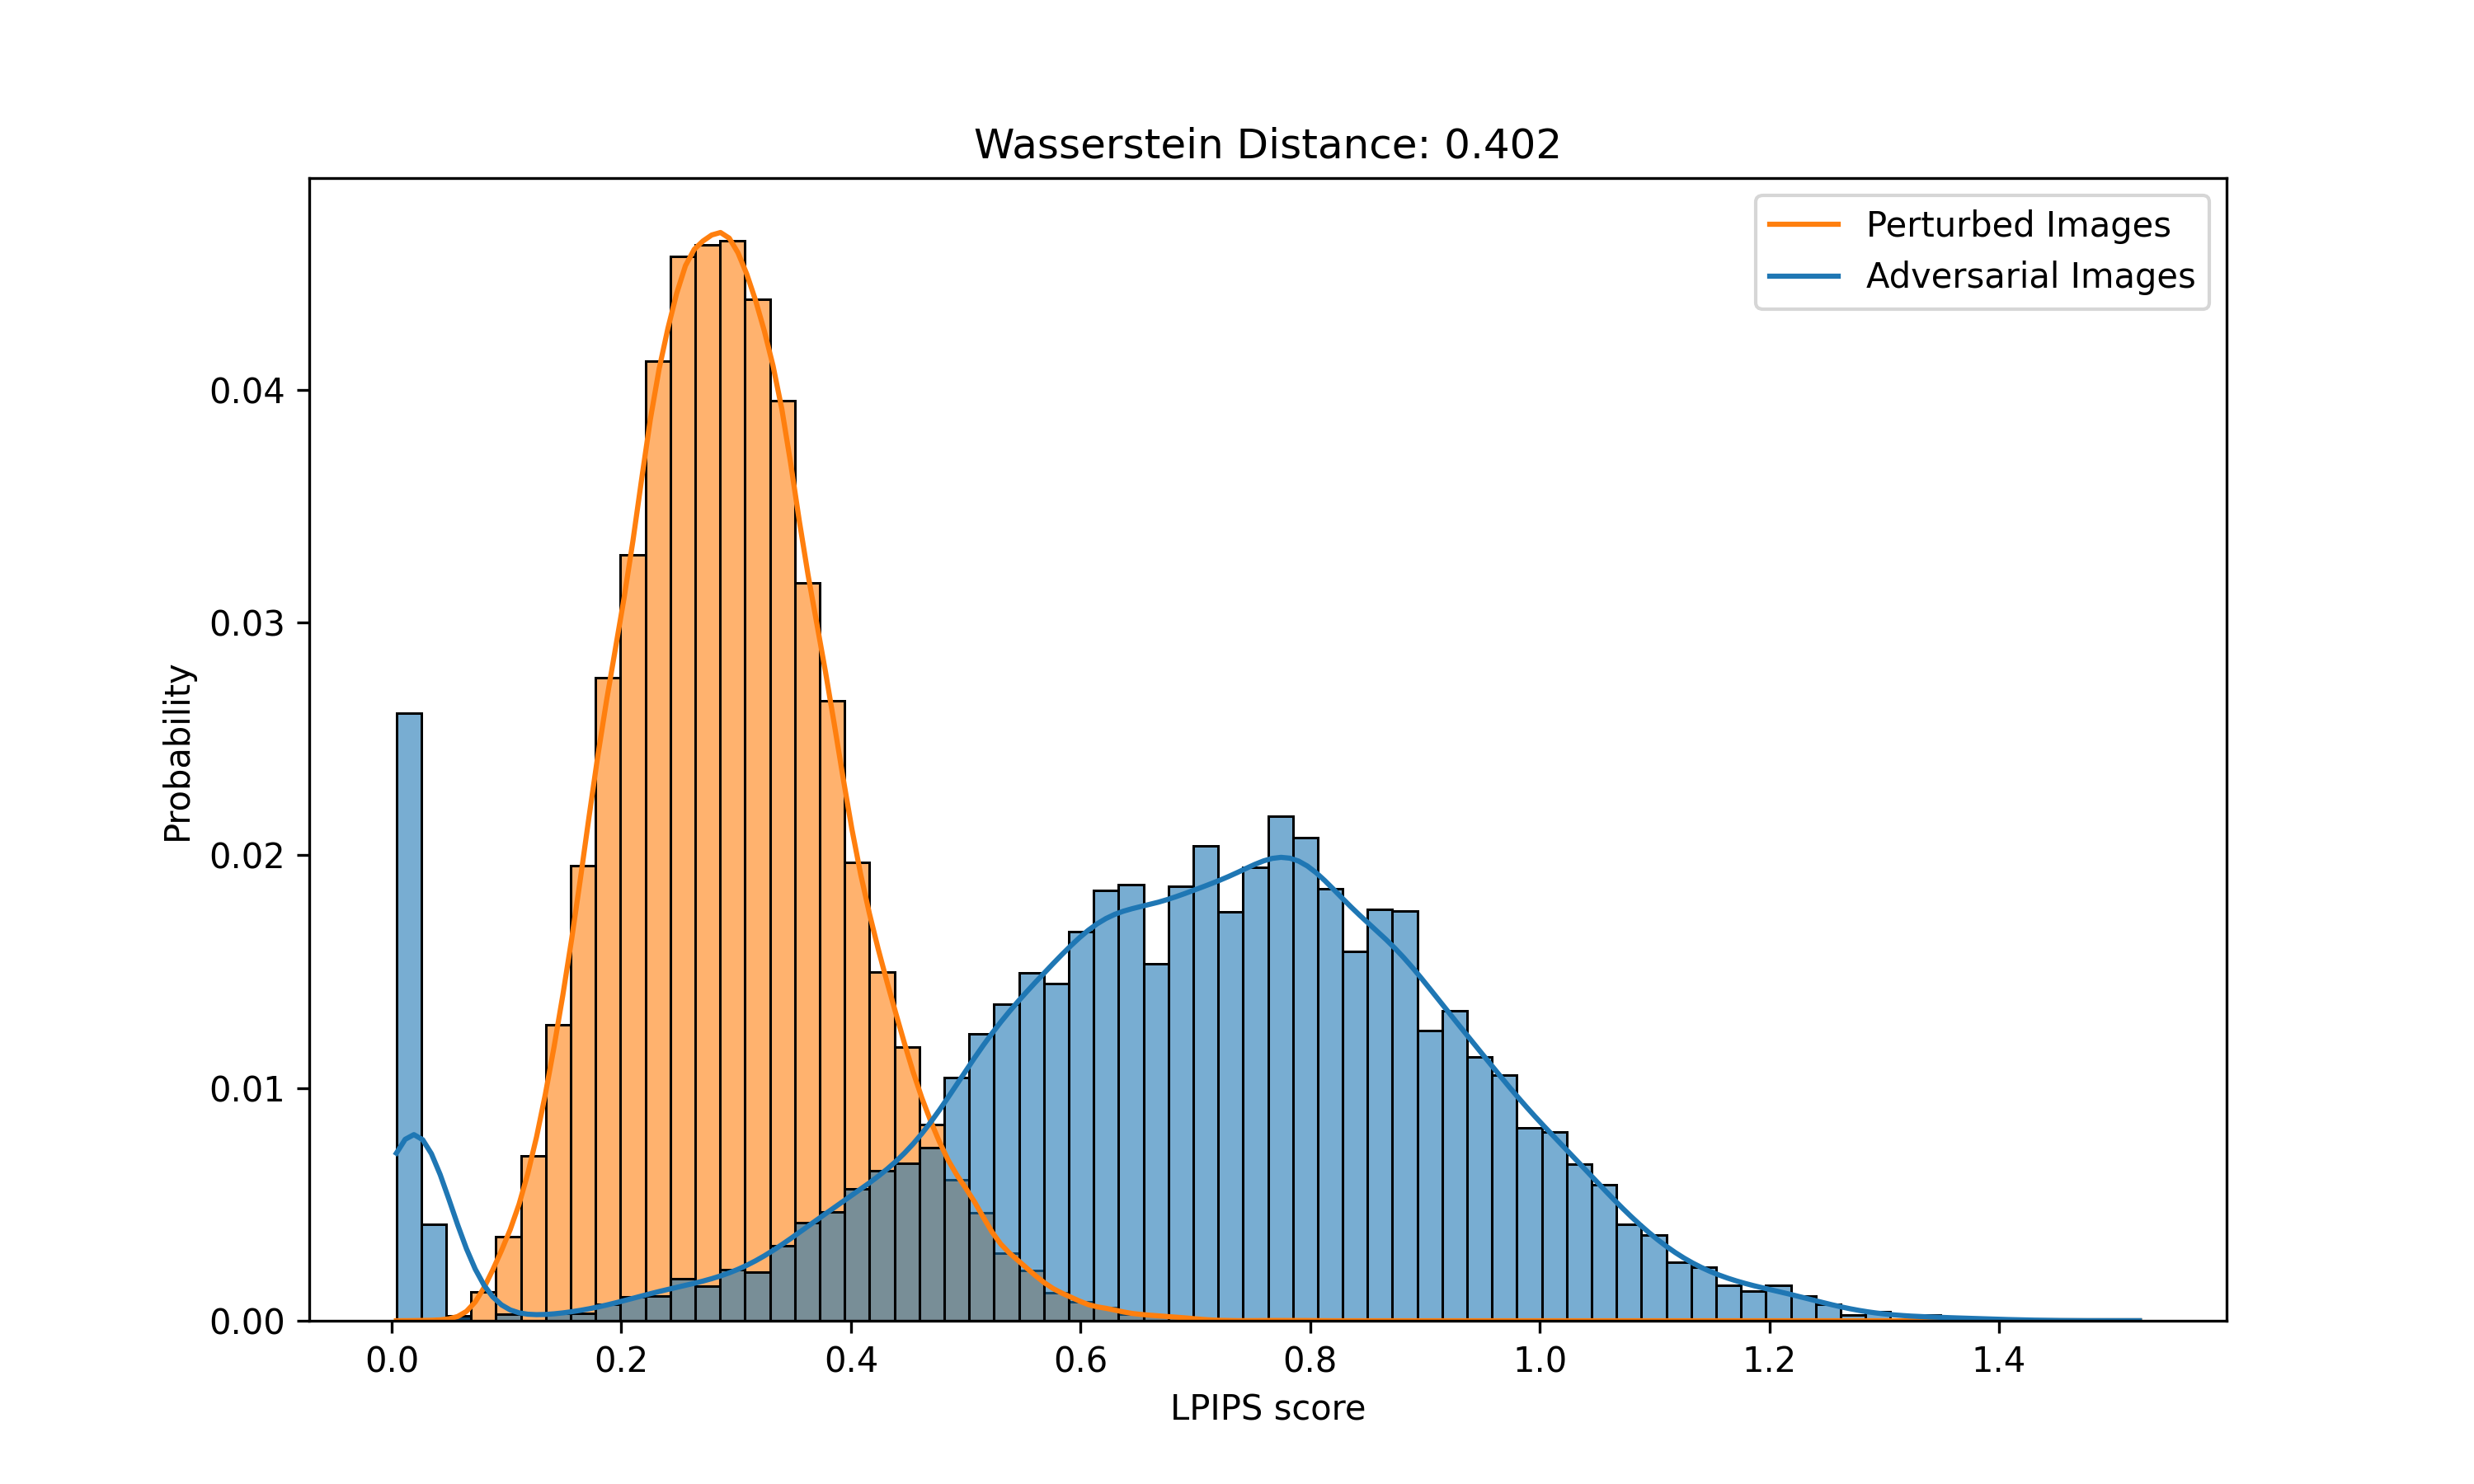 Wasserstein Distance: 0.402
Perturbed Images
Adversarial Images
Probability
0.04
0.03
0.02
0.01
0.00
0.0 0.2 0.4 0.6 0.8 1.0 1.2 1.4
LPIPS score